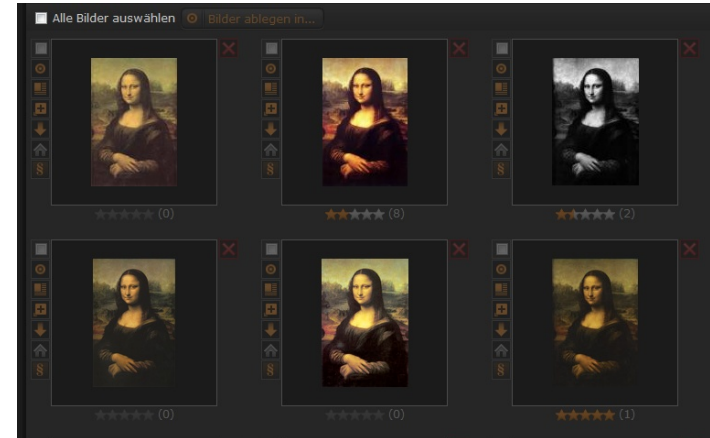 Alle Bilder auswählen Bilder ablegen in...
§ § §
(0) (8) (2)
§ § §
(0) (0) (1)